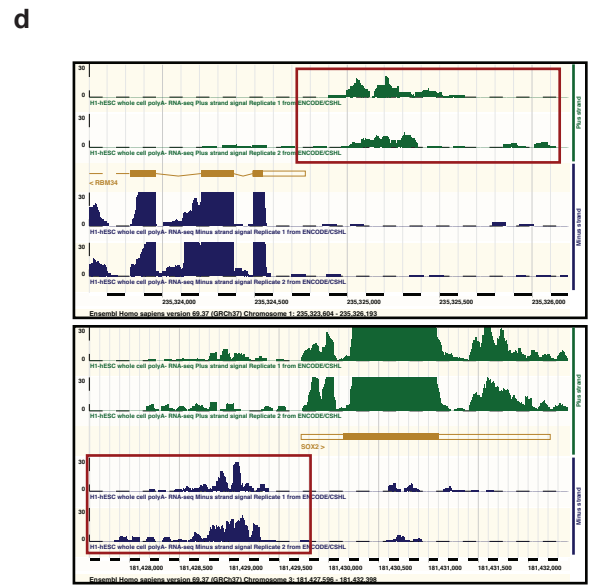 d
30
0
H1-hESC whole cell polyA- RNA-seq Plus strand signal Replicate 1 from ENCODE/CSHL
30
0
H1-hESC whole cell polyA- RNA-seq Plus strand signal Replicate 2 from ENCODE/CSHL
Plus strand
< RBM34
30
0
H1-hESC whole cell polyA- RNA-seq Minus strand signal Replicate 1 from ENCODE/CSHL
30
0
H1-hESC whole cell polyA- RNA-seq Minus strand signal Replicate 2 from ENCODE/CSHL
Minus strand
235,324,000 235,324,500 235,325,000 235,325,500 235,326,000
Ensembl Homo sapiens version 69.37 (GRCh37) Chromosome 1: 235,323,604 - 235,326,193
30
0
H1-hESC whole cell polyA- RNA-seq Plus strand signal Replicate 1 from ENCODE/CSHL
30
0
H1-hESC whole cell polyA- RNA-seq Plus strand signal Replicate 2 from ENCODE/CSHL
Plus strand
SOX2 >
30
0
H1-hESC whole cell polyA- RNA-seq Minus strand signal Replicate 1 from ENCODE/CSHL
30
0
H1-hESC whole cell polyA- RNA-seq Minus strand signal Replicate 2 from ENCODE/CSHL
Minus strand
181,428,000 181,428,500 181,429,000 181,429,500 181,430,000 181,430,500 181,431,000 181,431,500 181,432,000
Ensembl Homo sapiens version 69.37 (GRCh37) Chromosome 3: 181,427,596 - 181,432,398